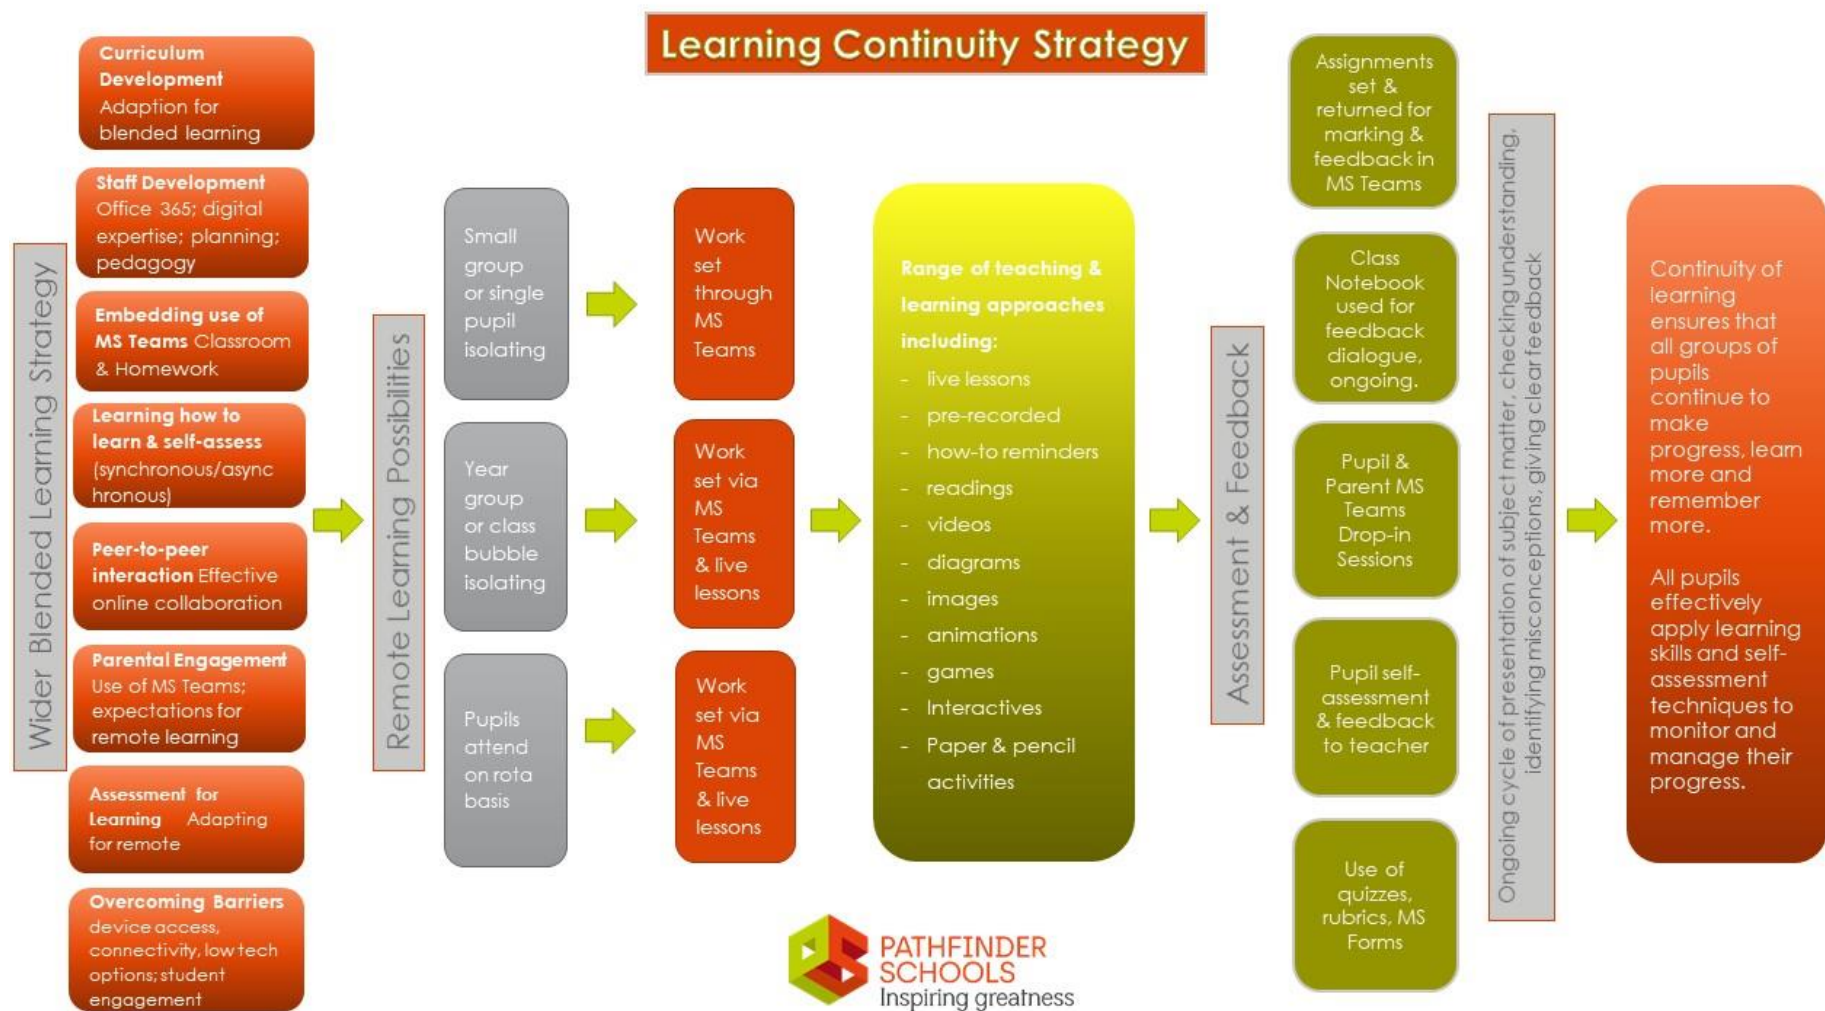 Learning Continuity Strategy
Wider Blended Learning Strategy
Curriculum
Development
Adaption for
blended learning
Staff Development
Office 365; digital
expertise; planning;
pedagogy
Embedding use of
MS Teams Classroom
& Homework
Learning how to
learn & self-assess
(synchronous/async
hronous)
Peer-to-peer
interaction Effective
online collaboration
Parental Engagement
Use of MS Teams;
expectations for
remote learning
Assessment for
Learning Adapting
for remote
Overcoming Barriers
device access,
connectivity, low tech
options; student
engagement
Remote Learning Possibilities
Small
group
or single
pupil
isolating
Work
set
through
MS
Teams
Year
group
or class
bubble
isolating
Work
set via
MS
Teams
& live
lessons
Pupils
attend
on rota
basis
Work
set via
MS
Teams
& live
lessons
Range of teaching &
learning approaches
including:
- live lessons
- pre-recorded
- how-to reminders
- readings
- videos
- diagrams
- images
- animations
- games
- Interactives
- Paper & pencil
activities
Assessment & Feedback
Assignments
set &
returned for
marking &
feedback in
MS Teams
Class
Notebook
used for
feedback
dialogue,
ongoing.
Pupil &
Parent MS
Teams
Drop-in
Sessions
Pupil self-
assessment
& feedback
to teacher
Use of
quizzes,
rubrics, MS
Forms
Ongoing cycle of presentation of subject matter, checking understanding,
identifying misconceptions, giving clear feedback
Continuity of
learning
ensures that
all groups of
pupils
continue to
make
progress, learn
more and
remember
more.
All pupils
effectively
apply learning
skills and self-
assessment
techniques to
monitor and
manage their
progress.
PATHFINDER
SCHOOLS
Inspiring greatness